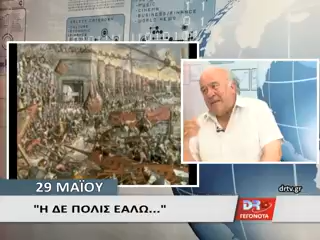 29 ΜΑΪΟΥ
drtv.gr
"Η ΔΕ ΠΟΛΙΣ ΕΑΛΩ..."
DR
ΓΕΓΟΝΟΤΑ